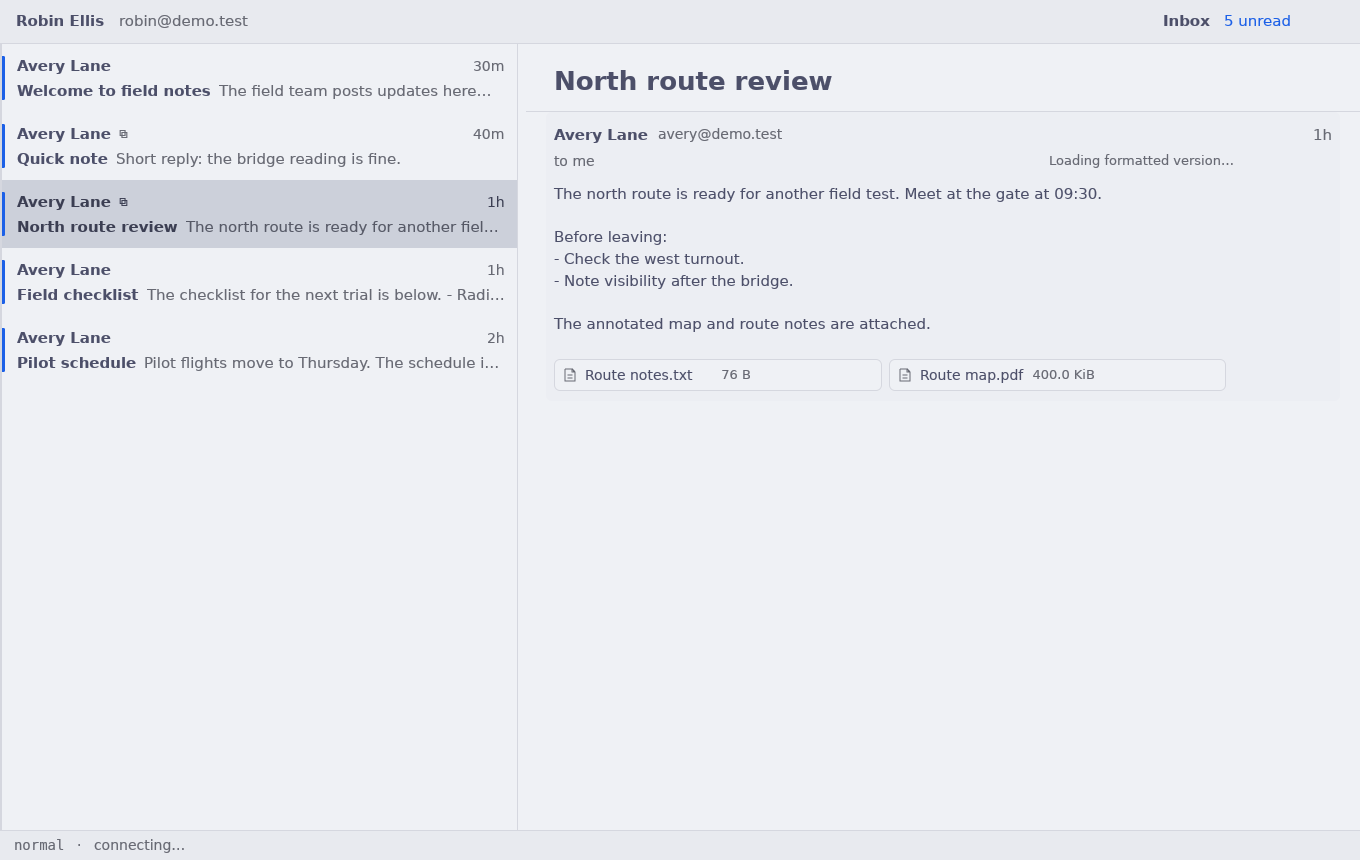 Robin Ellis robin@demo.test
Inbox 5 unread
Avery Lane 30m
Welcome to field notes The field team posts updates here…
Avery Lane 40m
Quick note Short reply: the bridge reading is fine.
Avery Lane 1h
North route review The north route is ready for another fiel…
Avery Lane 1h
Field checklist The checklist for the next trial is below. - Radi…
Avery Lane 2h
Pilot schedule Pilot flights move to Thursday. The schedule i…
North route review
Avery Lane avery@demo.test 1h
to me Loading formatted version…
The north route is ready for another field test. Meet at the gate at 09:30.
Before leaving:
- Check the west turnout.
- Note visibility after the bridge.
The annotated map and route notes are attached.
Route notes.txt 76 B Route map.pdf 400.0 KiB
normal · connecting…